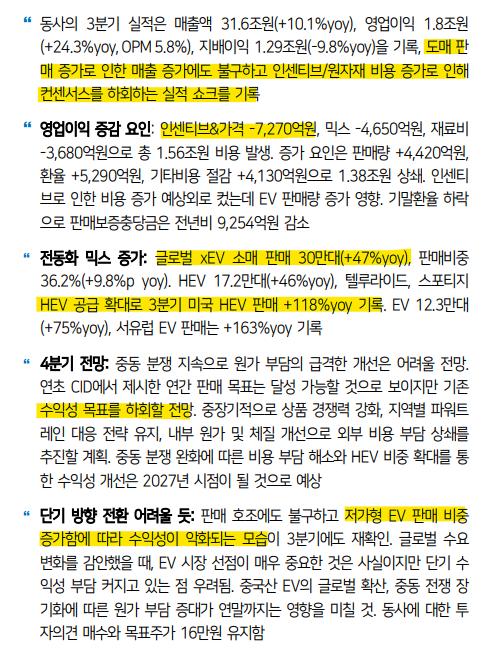 “ 동사의 3분기 실적은 매출액 31.6조원(+10.1%yoy), 영업이익 1.8조원
(+24.3%yoy, OPM 5.8%), 지배이익 1.29조원(-9.8%yoy)을 기록, 도매 판
매 증가로 인한 매출 증가에도 불구하고 인센티브/원자재 비용 증가로 인해
컨센서스를 하회하는 실적 쇼크를 기록
“ 영업이익 증감 요인: 인센티브&가격 -7,270억원, 믹스 -4,650억원, 재료비
-3,680억원으로 총 1.56조원 비용 발생. 증가 요인은 판매량 +4,420억원,
환율 +5,290억원, 기타비용 절감 +4,130억원으로 1.38조원 상쇄. 인센티
브로 인한 비용 증가 예상외로 컸는데 EV 판매량 증가 영향. 기말환율 하락
으로 판매보증충당금은 전년비 9,254억원 감소
“ 전동화 믹스 증가: 글로벌 xEV 소매 판매 30만대(+47%yoy), 판매비중
36.2%(+9.8%p yoy). HEV 17.2만대(+46%yoy), 텔루라이드, 스포티지
HEV 공급 확대로 3분기 미국 HEV 판매 +118%yoy 기록. EV 12.3만대
(+75%yoy), 서유럽 EV 판매는 +163%yoy 기록
“ 4분기 전망: 중동 분쟁 지속으로 원가 부담의 급격한 개선은 어려울 전망.
연초 CID에서 제시한 연간 판매 목표는 달성 가능할 것으로 보이지만 기존
수익성 목표를 하회할 전망. 중장기적으로 상품 경쟁력 강화, 지역별 파워트
레인 대응 전략 유지, 내부 원가 및 체질 개선으로 외부 비용 부담 상쇄를
추진할 계획. 중동 분쟁 완화에 따른 비용 부담 해소와 HEV 비중 확대를 통
한 수익성 개선은 2027년 시점이 될 것으로 예상
“ 단기 방향 전환 어려울 듯: 판매 호조에도 불구하고 저가형 EV 판매 비중
증가함에 따라 수익성이 악화되는 모습이 3분기에도 재확인. 글로벌 수요
변화를 감안했을 때, EV 시장 선점이 매우 중요한 것은 사실이지만 단기 수
익성 부담 커지고 있는 점 우려됨. 중국산 EV의 글로벌 확산, 중동 전쟁 장
기화에 따른 원가 부담 증대가 연말까지는 영향을 미칠 것. 동사에 대한 투
자의견 매수와 목표주가 16만원 유지함